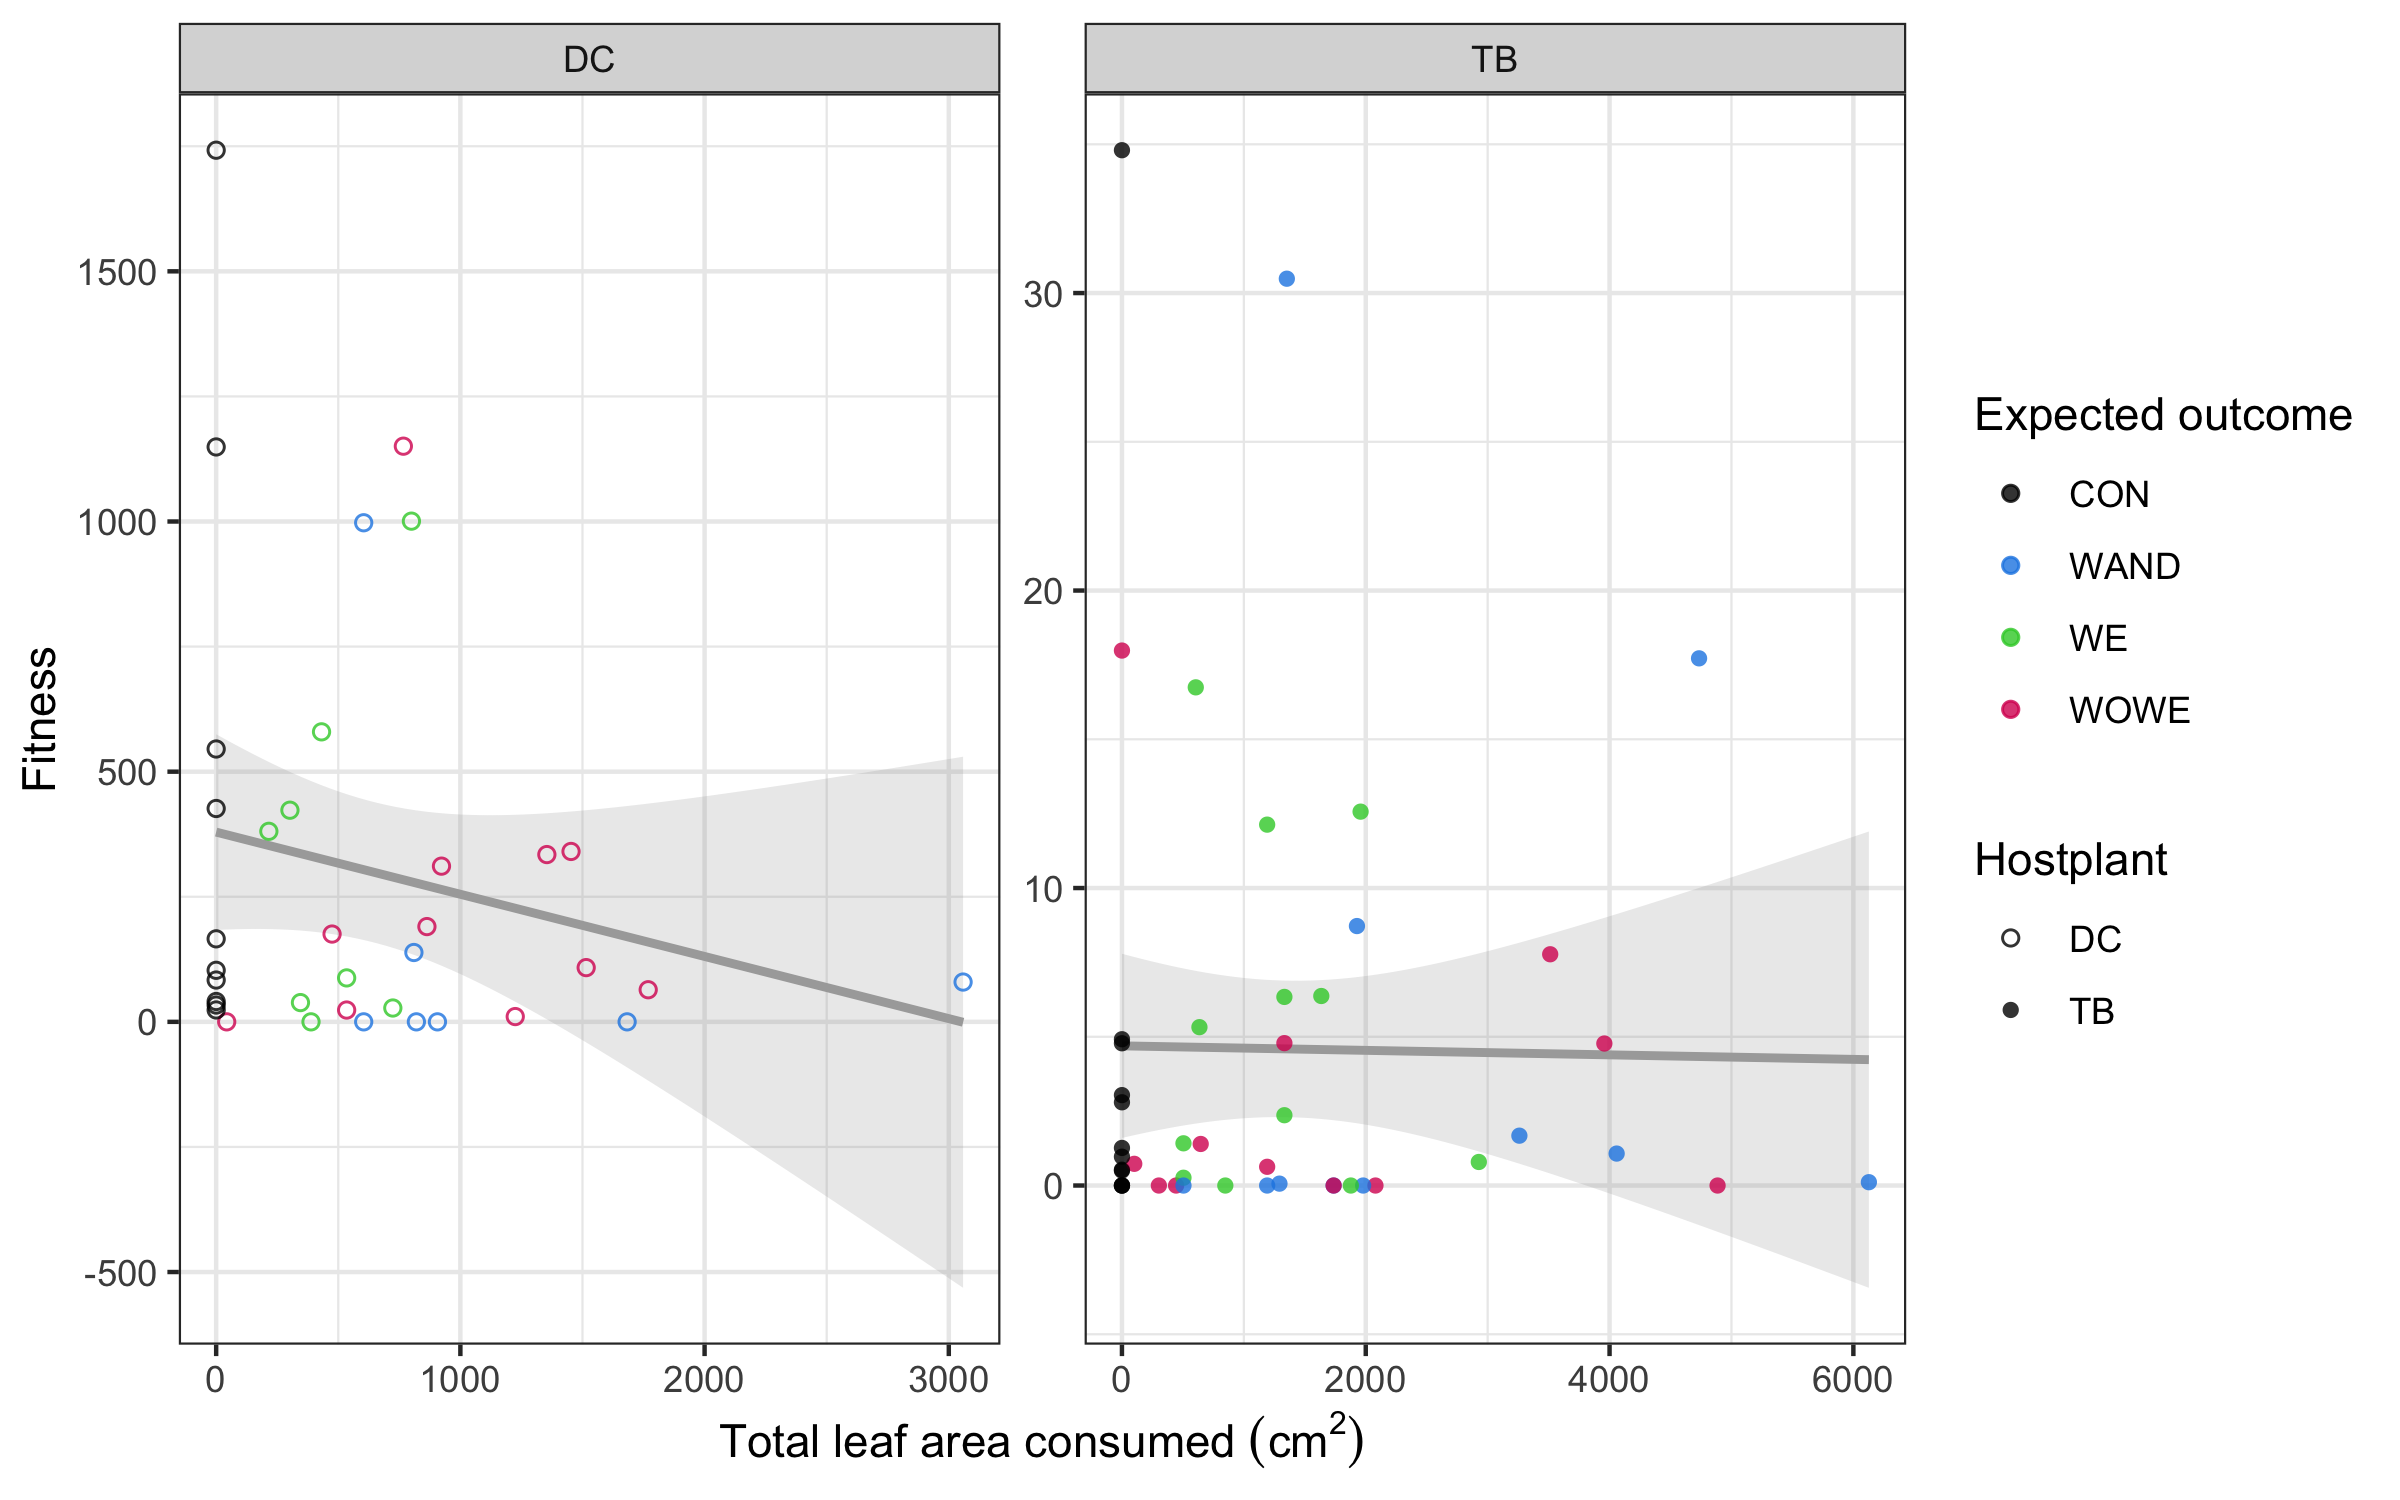 DC
TB
Fitness
1500
1000
500
0
-500
30
20
10
0
0
1000
2000
3000
0
2000
4000
6000
Total leaf area consumed (cm²)
Expected outcome
CON
WAND
WE
WOWE
Hostplant
DC
TB